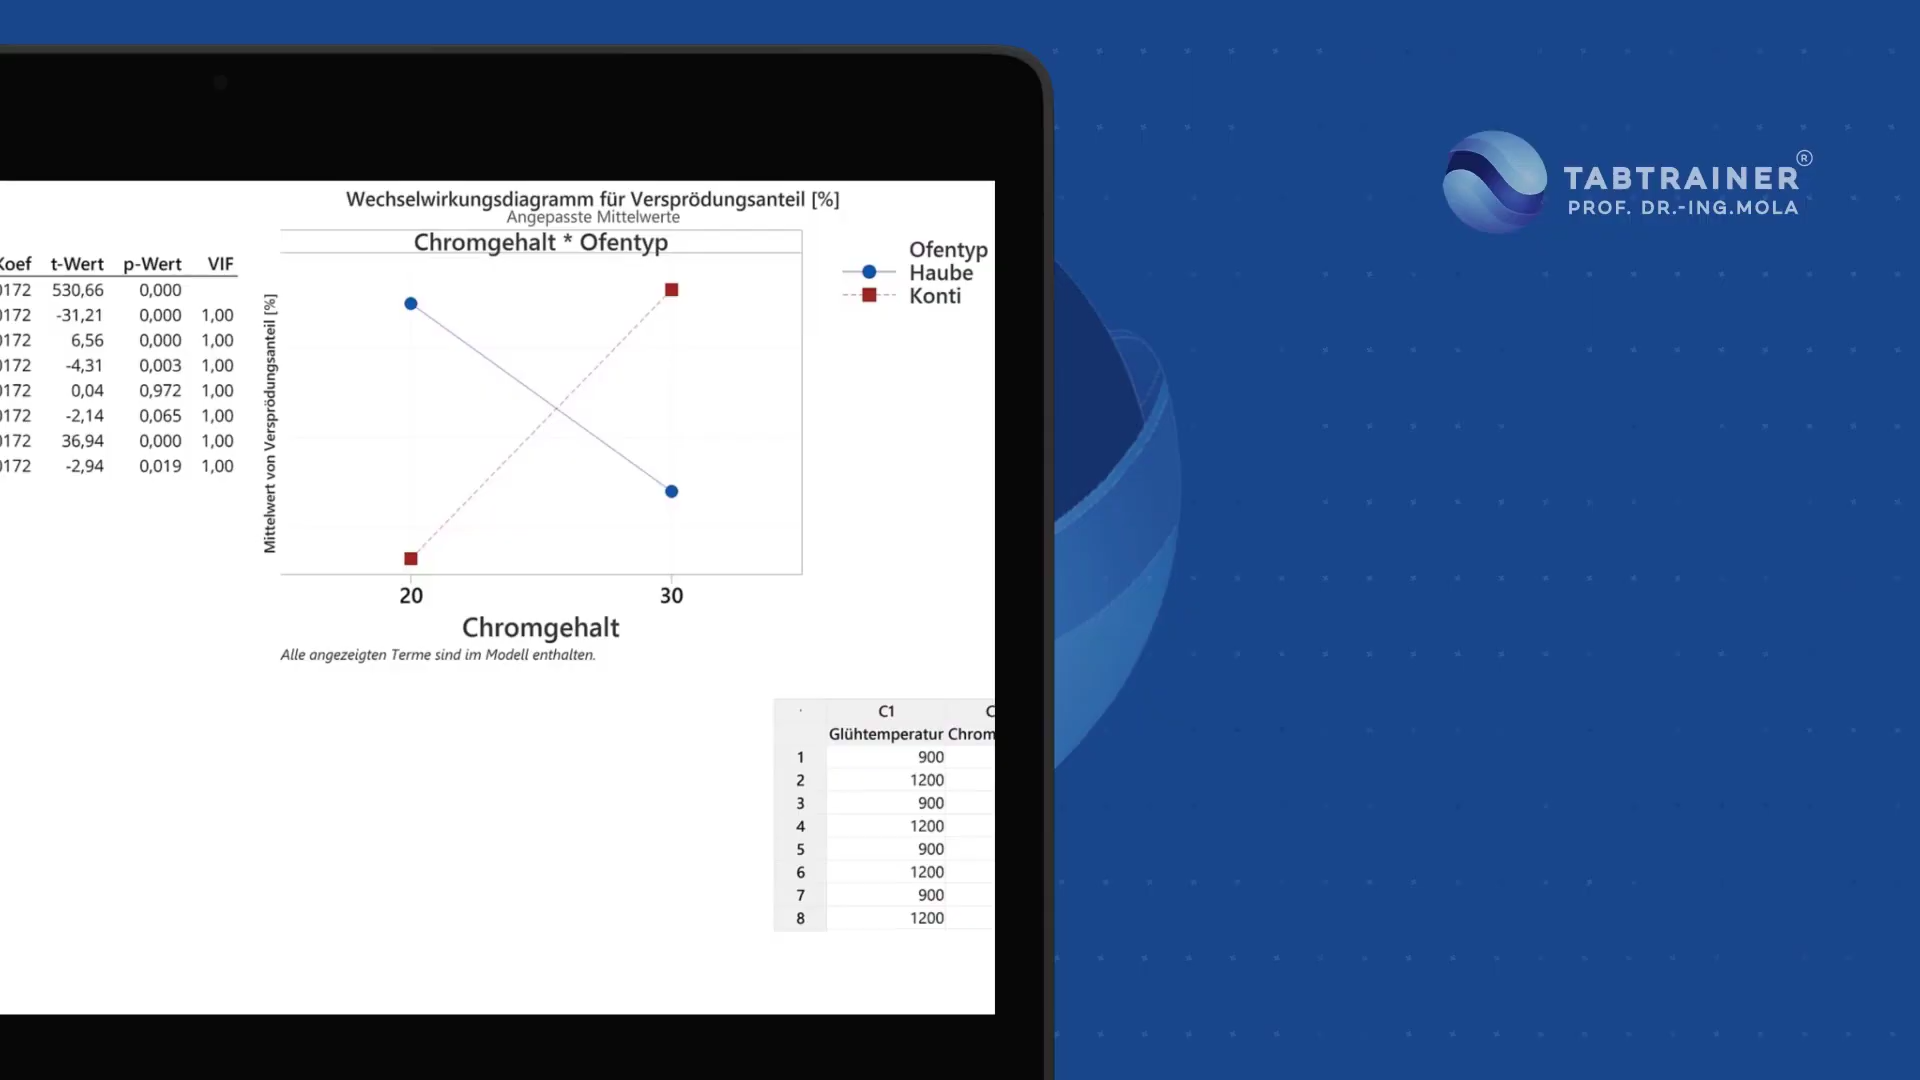 TABTRAINER®
PROF. DR.-ING.MOLA
Wechselwirkungsdiagramm für Versprödungsanteil [%]
Angepasste Mittelwerte
Chromgehalt * Ofentyp
Ofentyp
Haube
Konti
Mittelwert von Versprödungsanteil [%]
20 30
Chromgehalt
Alle angezeigten Terme sind im Modell enthalten.
Koef t-Wert p-Wert VIF
0172 530,66 0,000
0172 -31,21 0,000 1,00
0172 6,56 0,000 1,00
0172 -4,31 0,003 1,00
0172 0,04 0,972 1,00
0172 -2,14 0,065 1,00
0172 36,94 0,000 1,00
0172 -2,94 0,019 1,00
C1 C
Glühtemperatur Chrom
1 900
2 1200
3 900
4 1200
5 900
6 1200
7 900
8 1200